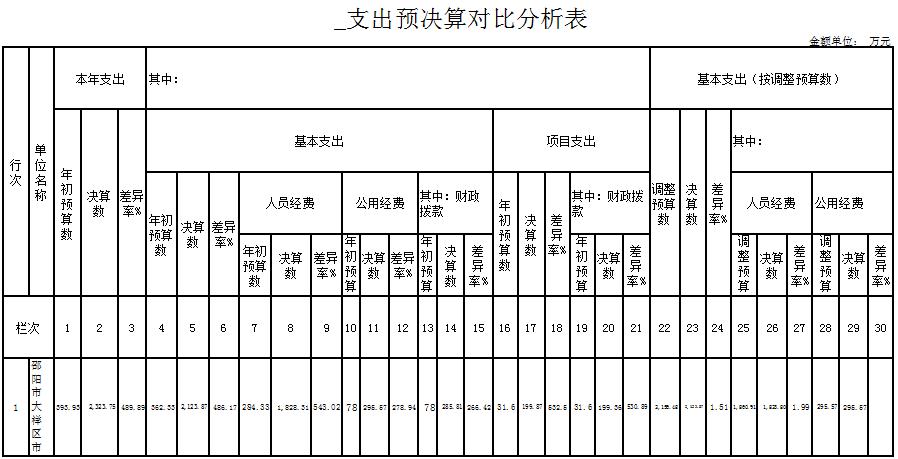 _支出预决算对比分析表
金额单位: 万元
行次
单位名称
本年支出
其中:
基本支出(按调整预算数)
基本支出
项目支出
其中:
年初预算数
决算数
差异率%
年初预算数
决算数
差异率%
人员经费
公用经费
其中: 财政拨款
年初预算数
决算数
差异率%
其中: 财政拨款
调整预算数
决算数
差异率%
人员经费
公用经费
年初预算数
决算数
差异率%
年初预算
决算数
差异率%
年初预算
决算数
差异率%
年初预算
决算数
差异率%
调整预算
决算数
差异率%
调整预算
决算数
差异率%
栏次 1 2 3 4 5 6 7 8 9 10 11 12 13 14 15 16 17 18 19 20 21 22 23 24 25 26 27 28 29 30
1 邵阳市大祥区市 393.93 2,323.75 489.89 362.33 2,123.87 486.17 284.33 1,828.31 543.02 78 295.57 278.94 78 285.81 266.42 31.6 199.87 532.5 31.6 199.36 530.89 2,156.48 2,123.87 1.51 1,860.91 1,823.80 1.99 295.57 295.57